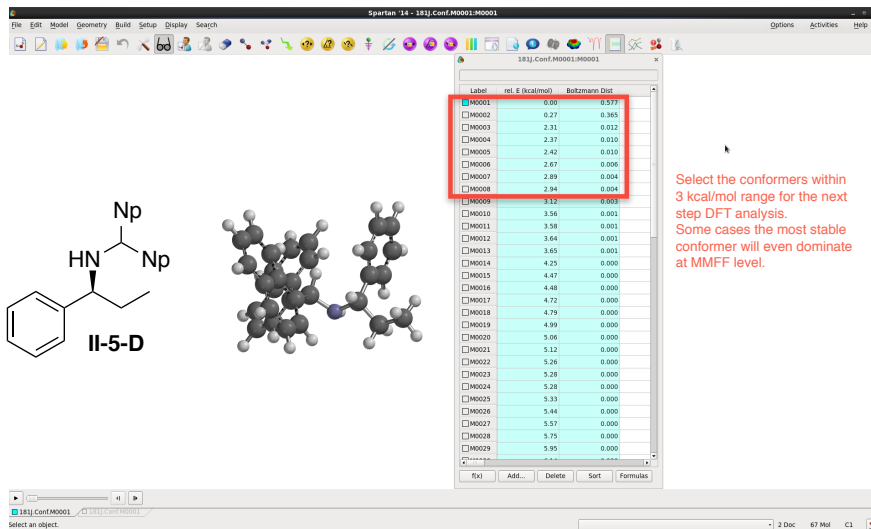 Spartan '14 - 181J.Conf.M0001:M0001
File Edit Model Geometry Build Setup Display Search Options Activities Help
181J.Conf.M0001:M0001
Label rel. E (kcal/mol) Boltzmann Dist
M0001 0.00 0.577
M0002 0.27 0.365
M0003 2.31 0.012
M0004 2.37 0.010
M0005 2.42 0.010
M0006 2.67 0.006
M0007 2.89 0.004
M0008 2.94 0.004
M0009 3.12 0.003
M0010 3.56 0.001
M0011 3.58 0.001
M0012 3.64 0.001
M0013 3.65 0.001
M0014 4.25 0.000
M0015 4.47 0.000
M0016 4.48 0.000
M0017 4.72 0.000
M0018 4.79 0.000
M0019 4.99 0.000
M0020 5.06 0.000
M0021 5.12 0.000
M0022 5.26 0.000
M0023 5.28 0.000
M0024 5.28 0.000
M0025 5.33 0.000
M0026 5.44 0.000
M0027 5.57 0.000
M0028 5.75 0.000
M0029 5.95 0.000
f(x) Add... Delete Sort Formulas
Select the conformers within
3 kcal/mol range for the next
step DFT analysis.
Some cases the most stable
conformer will even dominate
at MMFF level.
Np
HN
Np
II-5-D
181J.Conf.M0001 181J.Conf.M0001
Select an object. 2 Doc 67 Mol C1